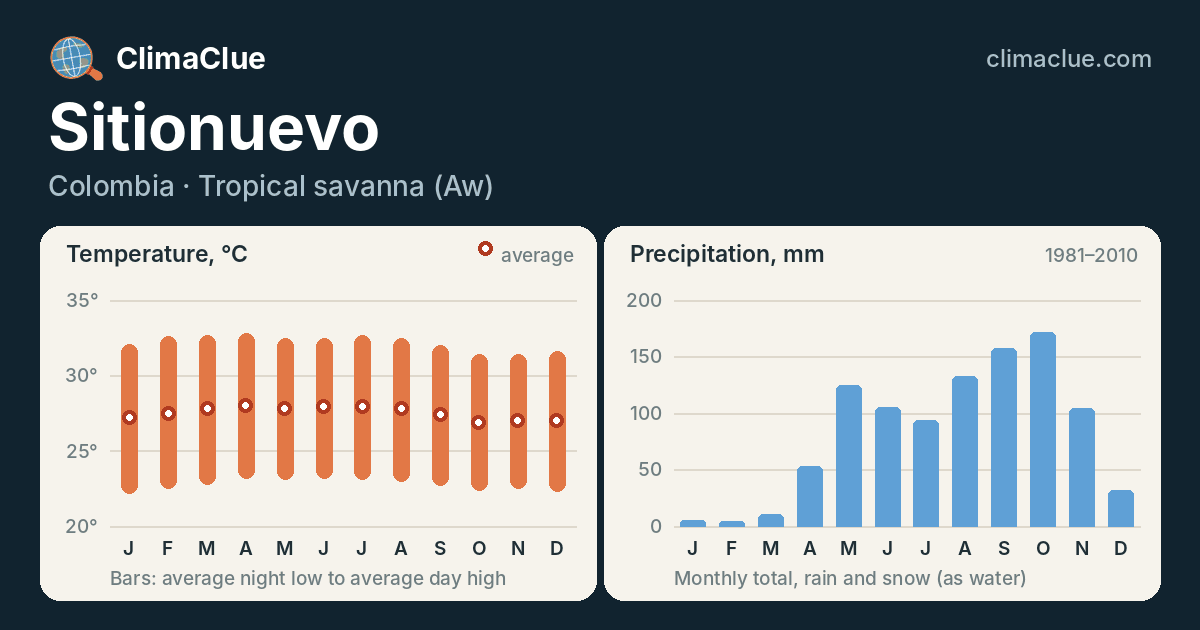 ClimaClue
climaclue.com
Sitionuevo
Colombia · Tropical savanna (Aw)
Temperature, °C
average
35°
30°
25°
20°
J F M A M J J A S O N D
Bars: average night low to average day high
Precipitation, mm
1981–2010
200
150
100
50
0
J F M A M J J A S O N D
Monthly total, rain and snow (as water)